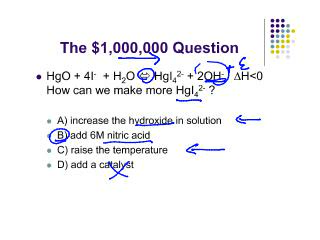 The $1,000,000 Question
HgO + 4I⁻ + H₂O ⇔ HgI₄²⁻ + 2OH⁻ ΔH<0
How can we make more HgI₄²⁻ ?
A) increase the hydroxide in solution
B) add 6M nitric acid
C) raise the temperature
D) add a catalyst